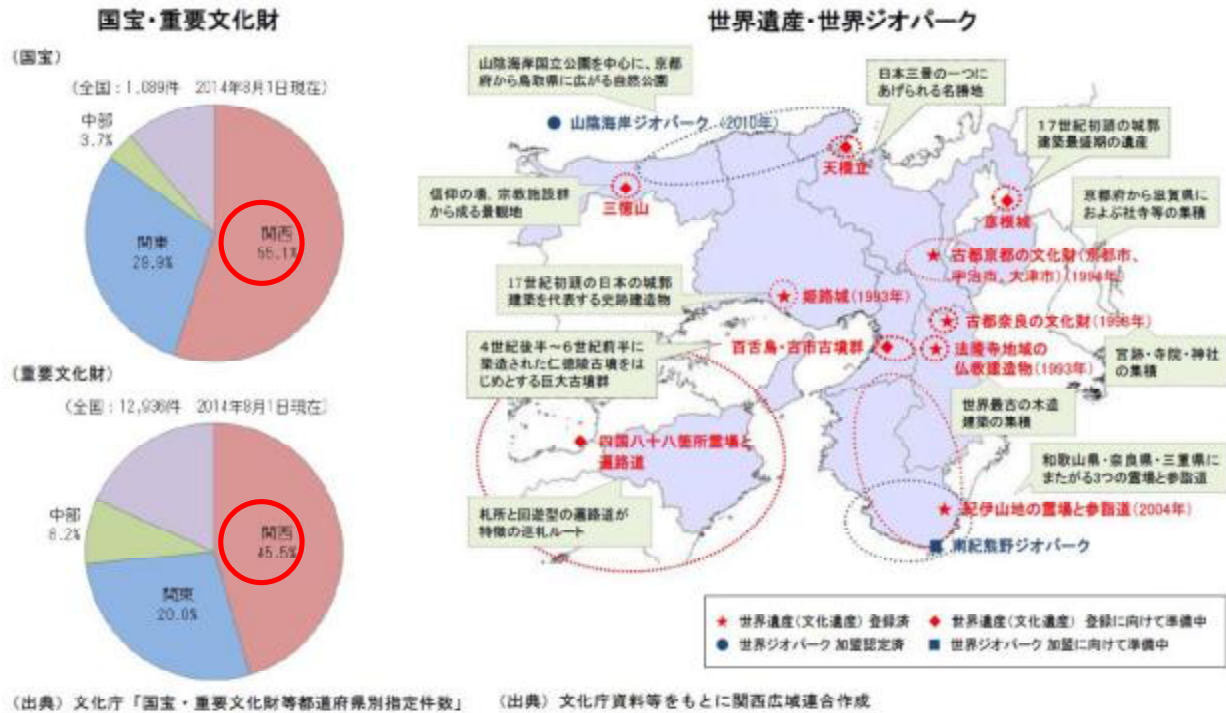 国宝・重要文化財
(国宝)
(全国:1,089件 2014年8月1日現在)
中部
3.7%
関東
関西
55.1%
(重要文化財)
(全国:12,936件 2014年8月1日現在)
中部
8.2%
関東
関西
45.5%
(出典)文化庁「国宝・重要文化財等都道府県別指定件数」
世界遺産・世界ジオパーク
山陰海岸国立公園を中心に、京都
府から鳥取県に広がる自然公園
山陰海岸ジオパーク (2010年)
日本三景の一つに
あげられる名勝地
天橋立
17世紀初頭の城郭
建築最盛期の遺産
彦根城
信仰の場、宗教施設群
から成る景観地
三徳山
京都府から滋賀県に
および社寺等の集積
古都京都の文化財(京都市、
宇治市、大津市)(1994年)
17世紀初頭の日本の城郭
建築を代表する史跡建造物
姫路城(1993年)
古都奈良の文化財(1998年)
宮跡・寺院・神社
の集積
4世紀後半~6世紀前半に
築造された仁徳陵古墳を
はじめとする巨大古墳群
百舌鳥・古市古墳群
法隆寺地域の
仏教建造物(1993年)
世界最古の木造
建築の集積
四国八十八箇所霊場と
遍路道
札所と回遊型の遍路道が
特徴の巡礼ルート
和歌山県・奈良県・三重県に
またがる3つの霊場と参詣道
紀伊山地の霊場と参詣道(2004年)
南紀熊野ジオパーク
★ 世界遺産(文化遺産)登録済
◆ 世界遺産(文化遺産)登録に向けて準備中
● 世界ジオパーク 加盟認定済
■ 世界ジオパーク 加盟に向けて準備中
(出典)文化庁資料等をもとに関西広域連合作成